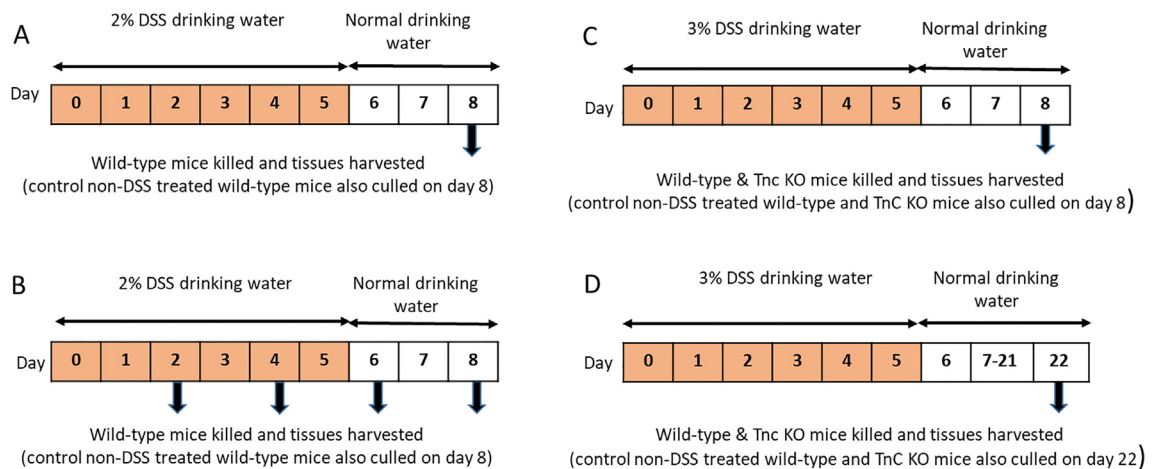 A
2% DSS drinking water
Normal drinking
water
Day
0 1 2 3 4 5 6 7 8
Wild-type mice killed and tissues harvested
(control non-DSS treated wild-type mice also culled on day 8)
B
2% DSS drinking water
Normal drinking
water
Day
0 1 2 3 4 5 6 7 8
Wild-type mice killed and tissues harvested
(control non-DSS treated wild-type mice also culled on day 8)
C
3% DSS drinking water
Normal drinking
water
Day
0 1 2 3 4 5 6 7 8
Wild-type & Tnc KO mice killed and tissues harvested
(control non-DSS treated wild-type and TnC KO mice also culled on day 8)
D
3% DSS drinking water
Normal drinking
water
Day
0 1 2 3 4 5 6 7-21 22
Wild-type & Tnc KO mice killed and tissues harvested
(control non-DSS treated wild-type and TnC KO mice also culled on day 22)